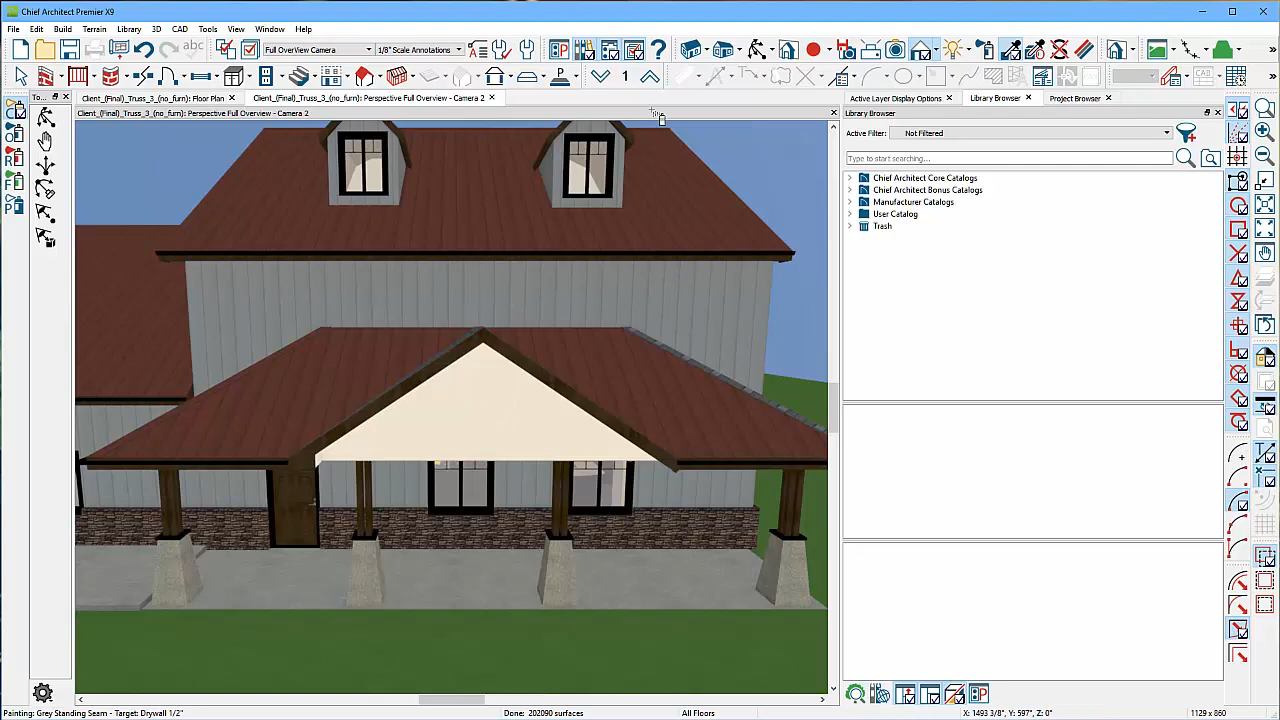 Chief Architect Premier X9
File Edit Build Terrain Library 3D CAD Tools View Window Help
Full OverView Camera 1/8" Scale Annotations
1
To...
Client_(Final)_Truss_3_(no_furn): Floor Plan Client_(Final)_Truss_3_(no_furn): Perspective Full Overview - Camera 2 Active Layer Display Options Library Browser Project Browser
Client_(Final)_Truss_3_(no_furn): Perspective Full Overview - Camera 2 Library Browser
Active Filter: Not Filtered
Type to start searching...
Chief Architect Core Catalogs
Chief Architect Bonus Catalogs
Manufacturer Catalogs
User Catalog
Trash
Painting: Grey Standing Seam - Target: Drywall 1/2" Done: 202090 surfaces All Floors X: 1493 3/8", Y: 597", Z: 0" 1129 x 860